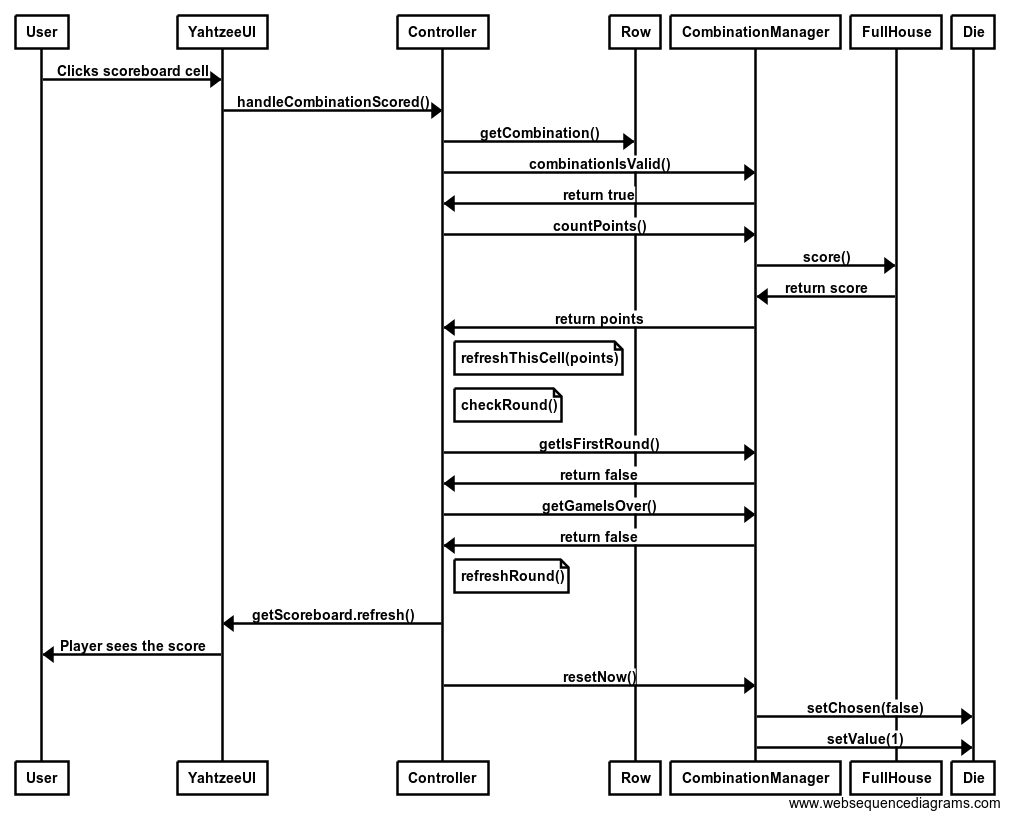 User YahtzeeUI Controller Row CombinationManager FullHouse Die
Clicks scoreboard cell
handleCombinationScored()
getCombination()
combinationIsValid()
return true
countPoints()
score()
return score
return points
refreshThisCell(points)
checkRound()
getIsFirstRound()
return false
getGameIsOver()
return false
refreshRound()
getScoreboard.refresh()
Player sees the score
resetNow()
setChosen(false)
setValue(1)
User YahtzeeUI Controller Row CombinationManager FullHouse Die
www.websequencediagrams.com